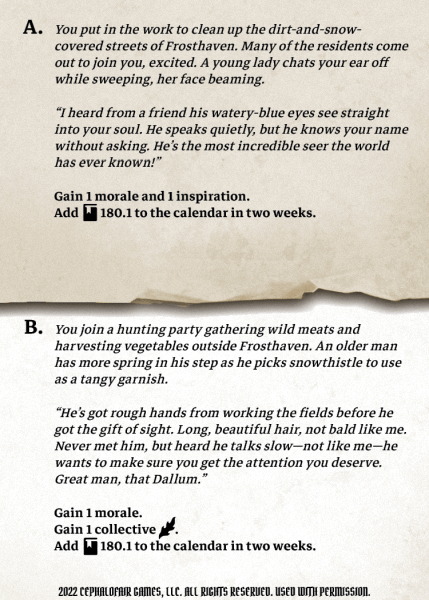 A. You put in the work to clean up the dirt-and-snow-
covered streets of Frosthaven. Many of the residents come
out to join you, excited. A young lady chats your ear off
while sweeping, her face beaming.
“I heard from a friend his watery-blue eyes see straight
into your soul. He speaks quietly, but he knows your name
without asking. He’s the most incredible seer the world
has ever known!”
Gain 1 morale and 1 inspiration.
Add 180.1 to the calendar in two weeks.
B. You join a hunting party gathering wild meats and
harvesting vegetables outside Frosthaven. An older man
has more spring in his step as he picks snowthistle to use
as a tangy garnish.
“He’s got rough hands from working the fields before he
got the gift of sight. Long, beautiful hair, not bald like me.
Never met him, but heard he talks slow—not like me—he
wants to make sure you get the attention you deserve.
Great man, that Dallum.”
Gain 1 morale.
Gain 1 collective .
Add 180.1 to the calendar in two weeks.
2022 CEPHALOFAIR GAMES, LLC. ALL RIGHTS RESERVED. USED WITH PERMISSION.